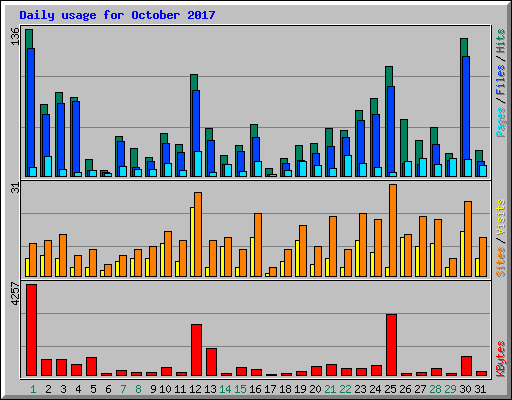 Daily usage for October 2017
136
Pages / Files / Hits
31
Sites / Visits
4257
KBytes
1 2 3 4 5 6 7 8 9 10 11 12 13 14 15 16 17 18 19 20 21 22 23 24 25 26 27 28 29 30 31